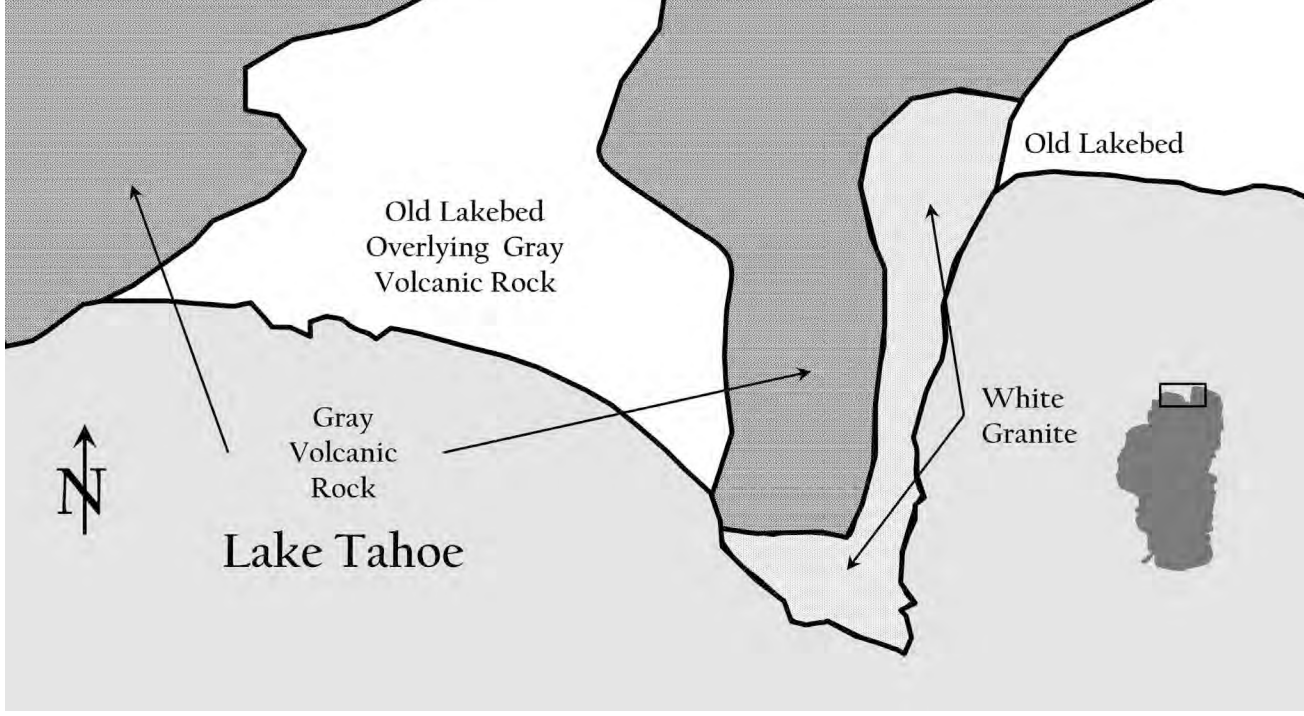 Old Lakebed
Old Lakebed
Overlying Gray
Volcanic Rock
Gray
Volcanic
Rock
White
Granite
N
Lake Tahoe